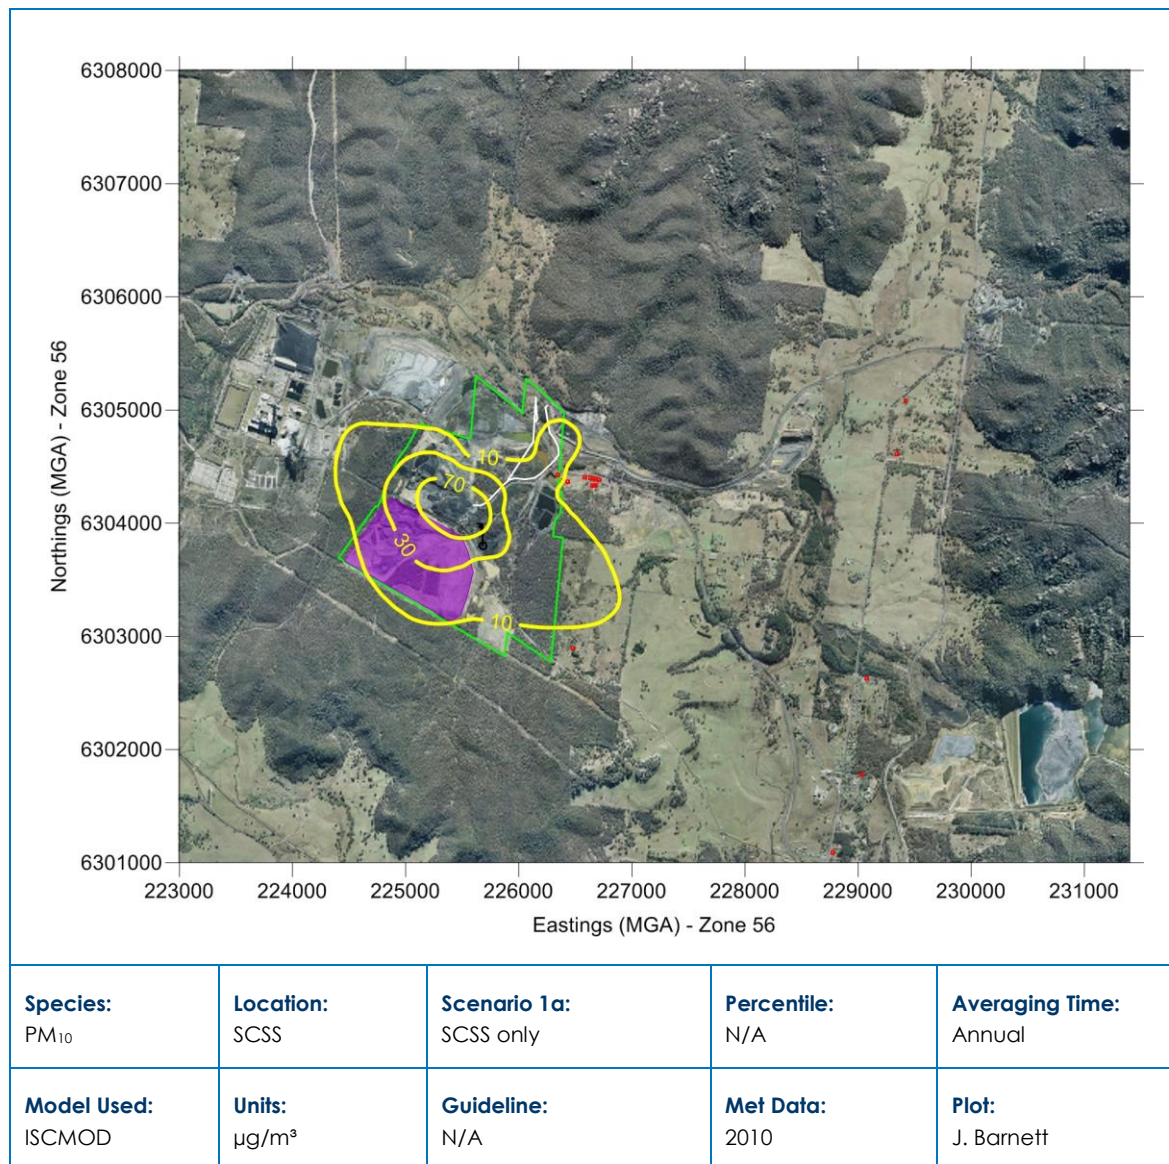 6308000
6307000
6306000
6305000
6304000
6303000
6302000
6301000
Northings (MGA) - Zone 56
10
70
30
10
223000 224000 225000 226000 227000 228000 229000 230000 231000
Eastings (MGA) - Zone 56
Species:
PM₁₀
Location:
SCSS
Scenario 1a:
SCSS only
Percentile:
N/A
Averaging Time:
Annual
Model Used:
ISCMOD
Units:
µg/m³
Guideline:
N/A
Met Data:
2010
Plot:
J. Barnett